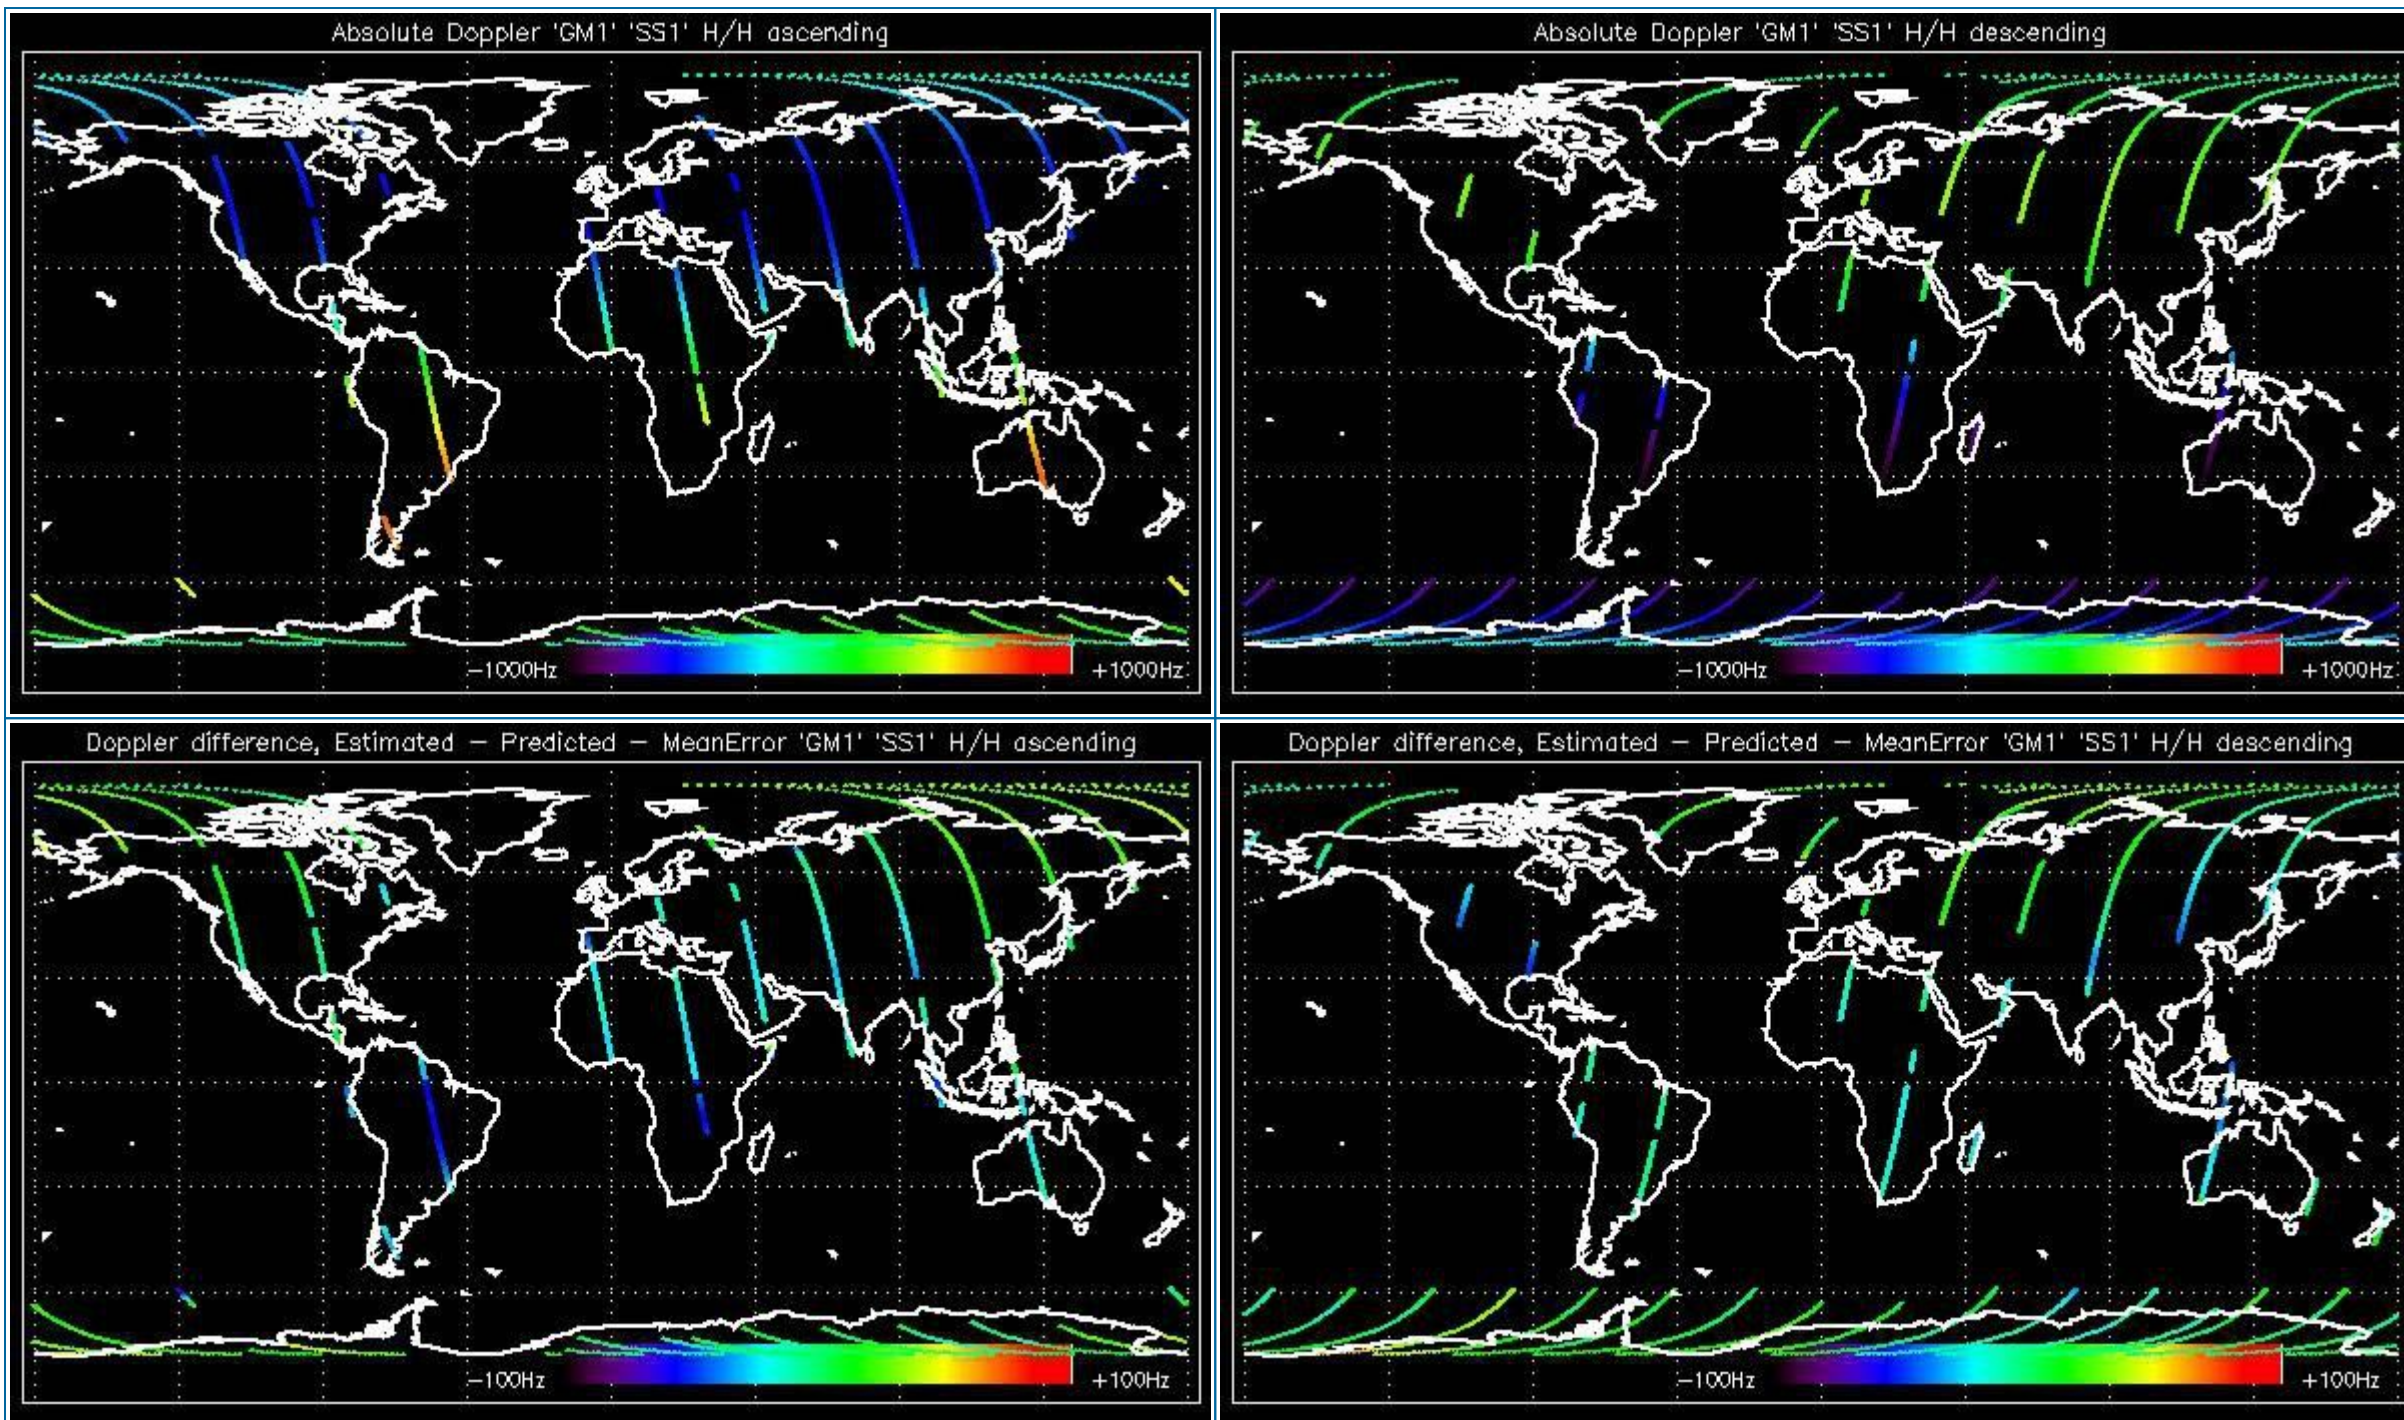 Absolute Doppler 'GM1' 'SS1' H/H ascending
−1000Hz +1000Hz
Absolute Doppler 'GM1' 'SS1' H/H descending
−1000Hz +1000Hz
Doppler difference, Estimated − Predicted − MeanError 'GM1' 'SS1' H/H ascending
−100Hz +100Hz
Doppler difference, Estimated − Predicted − MeanError 'GM1' 'SS1' H/H descending
−100Hz +100Hz